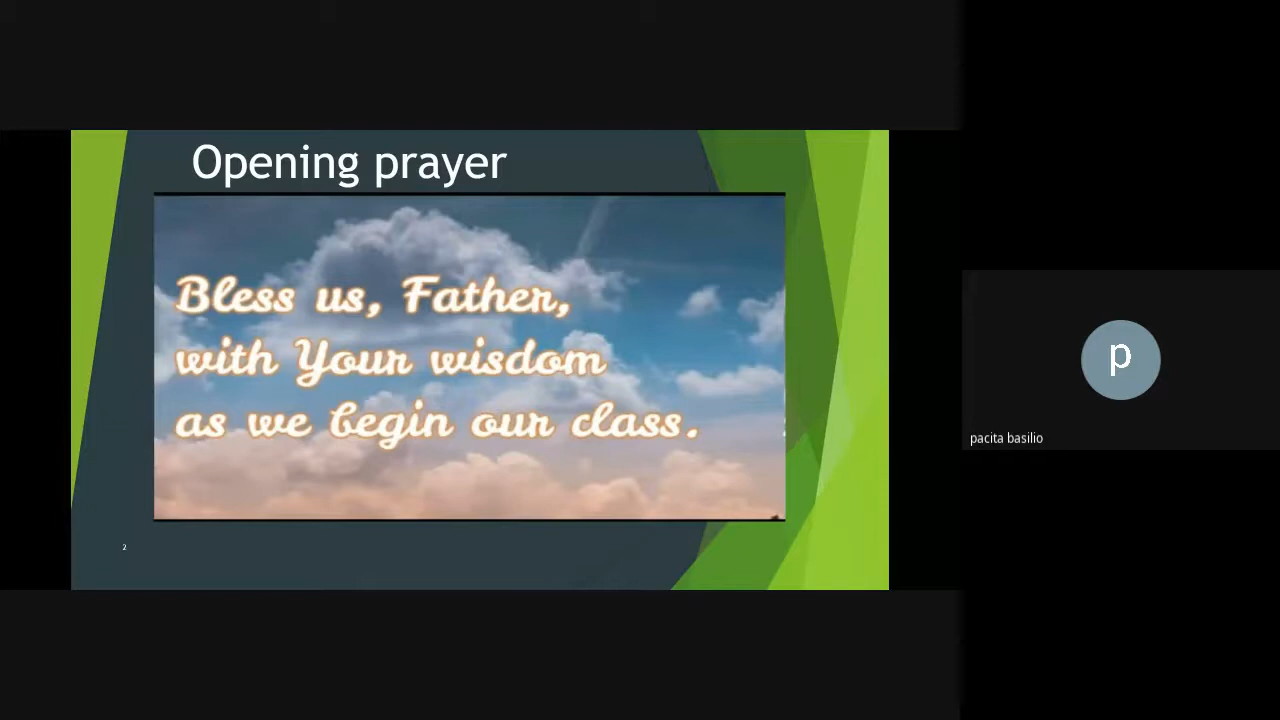 Opening prayer
Bless us, Father,
with Your wisdom
as we begin our class.
2
p
pacita basilio